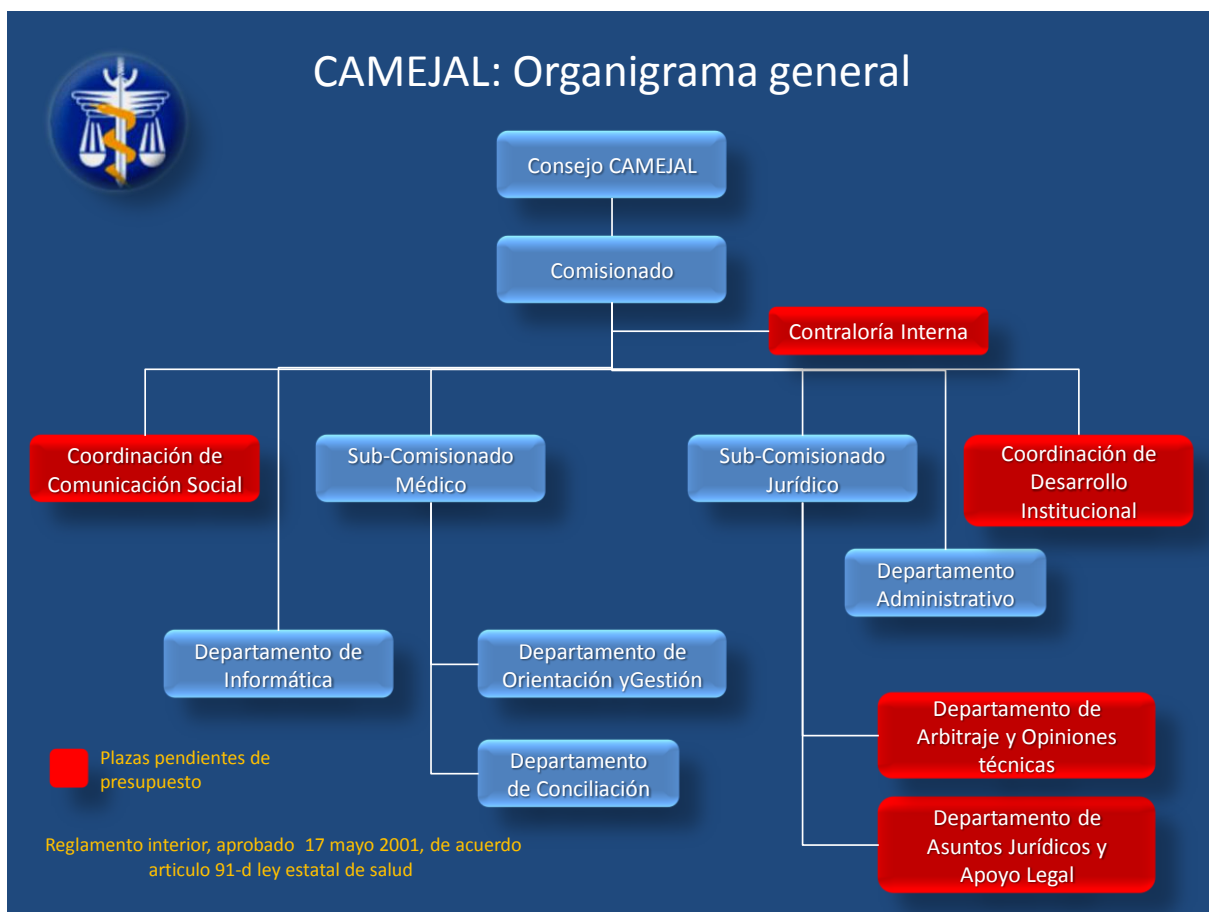 CAMEJAL: Organigrama general
Consejo CAMEJAL
Comisionado
Contraloría Interna
Coordinación de
Comunicación Social
Sub-Comisionado
Médico
Sub-Comisionado
Jurídico
Coordinación de
Desarrollo
Institucional
Departamento
Administrativo
Departamento de
Informática
Departamento de
Orientación yGestión
Departamento de
Arbitraje y Opiniones
técnicas
Departamento
de Conciliación
Departamento de
Asuntos Jurídicos y
Apoyo Legal
Plazas pendientes de
presupuesto
Reglamento interior, aprobado  17 mayo 2001, de acuerdo
articulo 91-d ley estatal de salud